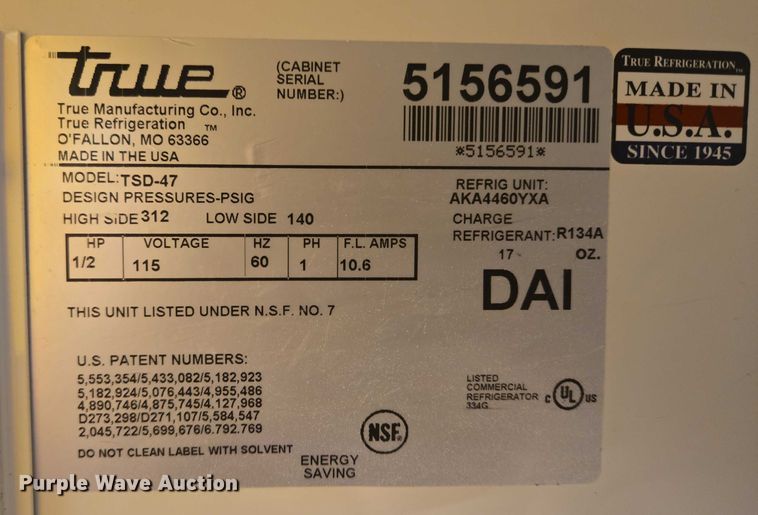 true®
True Manufacturing Co., Inc.
True Refrigeration ™
O'FALLON, MO 63366
MADE IN THE USA
(CABINET
SERIAL
NUMBER:)
5156591
*5156591*
TRUE REFRIGERATION™
MADE IN
U.S.A.
SINCE 1945
MODEL:TSD-47
DESIGN PRESSURES-PSIG
HIGH SIDE 312 LOW SIDE 140
REFRIG UNIT:
AKA4460YXA
CHARGE
REFRIGERANT: R134A
17 OZ.
HP VOLTAGE HZ PH F.L. AMPS
1/2 115 60 1 10.6
DAI
THIS UNIT LISTED UNDER N.S.F. NO. 7
U.S. PATENT NUMBERS:
5,553,354/5,433,082/5,182,923
5,182,924/5,076,443/4,955,486
4,890,746/4,875,745/4,127,968
D273,298/D271,107/5,584,547
2,045,722/5,699,676/6.792.769
DO NOT CLEAN LABEL WITH SOLVENT
NSF®
ENERGY
SAVING
LISTED
COMMERCIAL
REFRIGERATOR
334G
C UL US
Purple Wave Auction